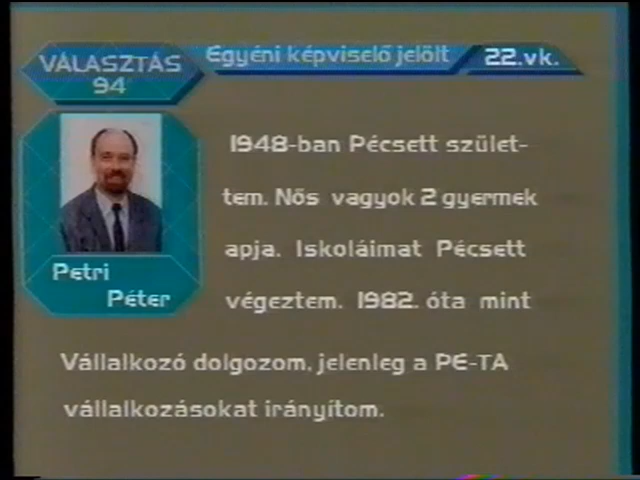 VÁLASZTÁS
94'
Egyéni képviselő jelölt
22.vk.
Petri
Péter
1948-ban Pécsett szület-
tem. Nős vagyok 2 gyermek
apja. Iskoláimat Pécsett
végeztem. 1982. óta mint
Vállalkozó dolgozom, jelenleg a PE-TA
vállalkozásokat irányítom.